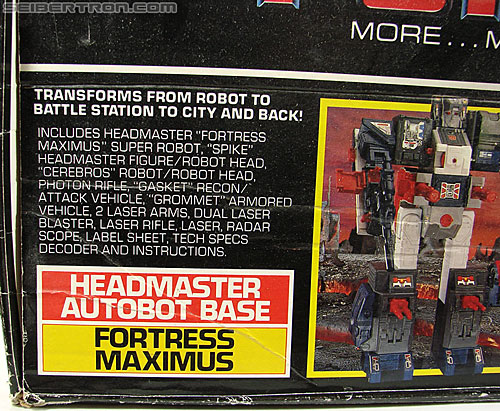 SEIBERTRON.COM
MORE... M
TRANSFORMS FROM ROBOT TO
BATTLE STATION TO CITY AND BACK!
INCLUDES HEADMASTER "FORTRESS
MAXIMUS" SUPER ROBOT, "SPIKE"
HEADMASTER FIGURE/ROBOT HEAD,
"CEREBROS" ROBOT/ROBOT HEAD,
PHOTON RIFLE, "GASKET" RECON/
ATTACK VEHICLE, "GROMMET" ARMORED
VEHICLE, 2 LASER ARMS, DUAL LASER
BLASTER, LASER RIFLE, LASER, RADAR
SCOPE, LABEL SHEET, TECH SPECS
DECODER AND INSTRUCTIONS.
HEADMASTER
AUTOBOT BASE
FORTRESS
MAXIMUS